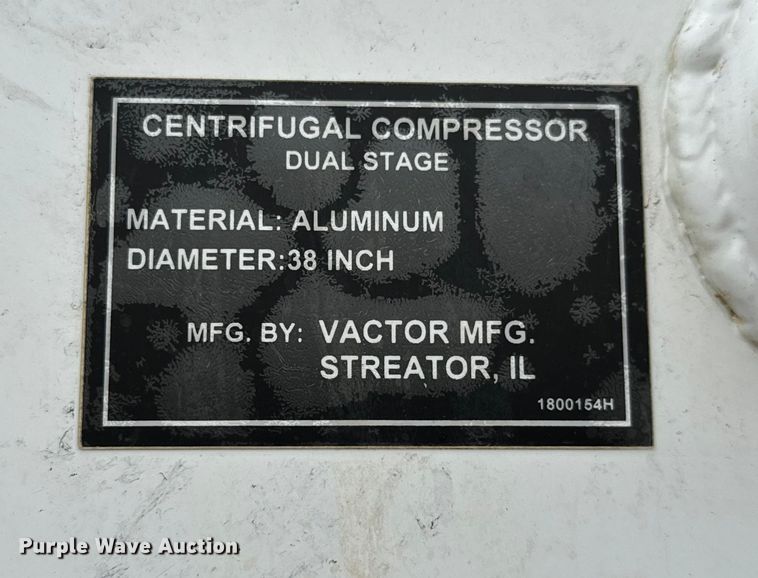 CENTRIFUGAL COMPRESSOR
DUAL STAGE
MATERIAL: ALUMINUM
DIAMETER:38 INCH
MFG. BY: VACTOR MFG.
STREATOR, IL
1800154H
Purple Wave Auction